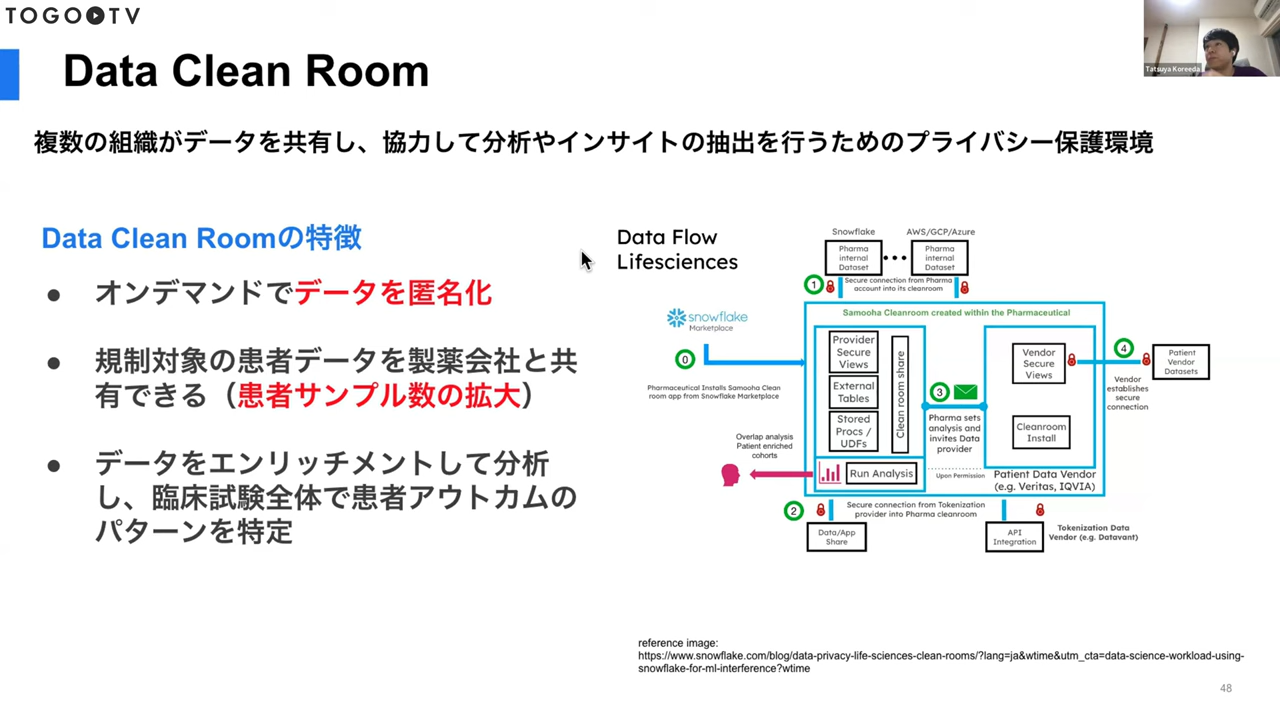 TOGO TV
Tatsuya Koreeda
Data Clean Room
複数の組織がデータを共有し、協力して分析やインサイトの抽出を行うためのプライバシー保護環境
Data Clean Roomの特徴
● オンデマンドでデータを匿名化
● 規制対象の患者データを製薬会社と共
有できる（患者サンプル数の拡大）
● データをエンリッチメントして分析
し、臨床試験全体で患者アウトカムの
パターンを特定
Data Flow
Lifesciences
Snowflake
AWS/GCP/Azure
Pharma
internal
Dataset
Pharma
internal
Dataset
1
Secure connection from Pharma
account into its cleanroom
snowflake
Marketplace
0
Pharmaceutical Installs Samooha Clean
room app from Snowflake Marketplace
Samooha Cleanroom created within the Pharmaceutical
Provider
Secure
Views
External
Tables
Stored
Procs /
UDFs
Clean room share
Run Analysis
3
Pharma sets
analysis and
invites Data
provider
Upon Permission
Vendor
Secure
Views
Cleanroom
Install
Patient Data Vendor
(e.g. Veritas, IQVIA)
4
Vendor
establishes
secure
connection
Patient
Vendor
Datasets
Overlap analysis
Patient enriched
cohorts
2
Secure connection from Tokenization
provider into Pharma cleanroom
Data/App
Share
API
Integration
Tokenization Data
Vendor (e.g. Datavant)
reference image:
https://www.snowflake.com/blog/data-privacy-life-sciences-clean-rooms/?lang=ja&wtime&utm_cta=data-science-workload-using-
snowflake-for-ml-interference?wtime
48